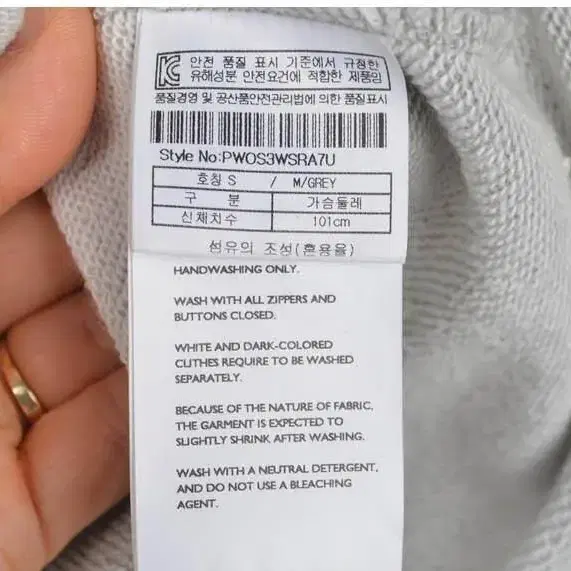 안전 품질 표시 기준에서 규정한
유해성분 안전요건에 적합한 제품임
품질경영 및 공산품안전관리법에 의한 품질표시
Style No:PWOS3WSRA7U
호칭 S / M/GREY
구 분 가슴둘레
신체치수 101cm
섬유의 조성(혼용율)
HANDWASHING ONLY.
WASH WITH ALL ZIPPERS AND
BUTTONS CLOSED.
WHITE AND DARK-COLORED
CLITHES REQUIRE TO BE WASHED
SEPARATELY.
BECAUSE OF THE NATURE OF FABRIC,
THE GARMENT IS EXPECTED TO
SLIGHTLY SHRINK AFTER WASHING.
WASH WITH A NEUTRAL DETERGENT,
AND DO NOT USE A BLEACHING
AGENT.